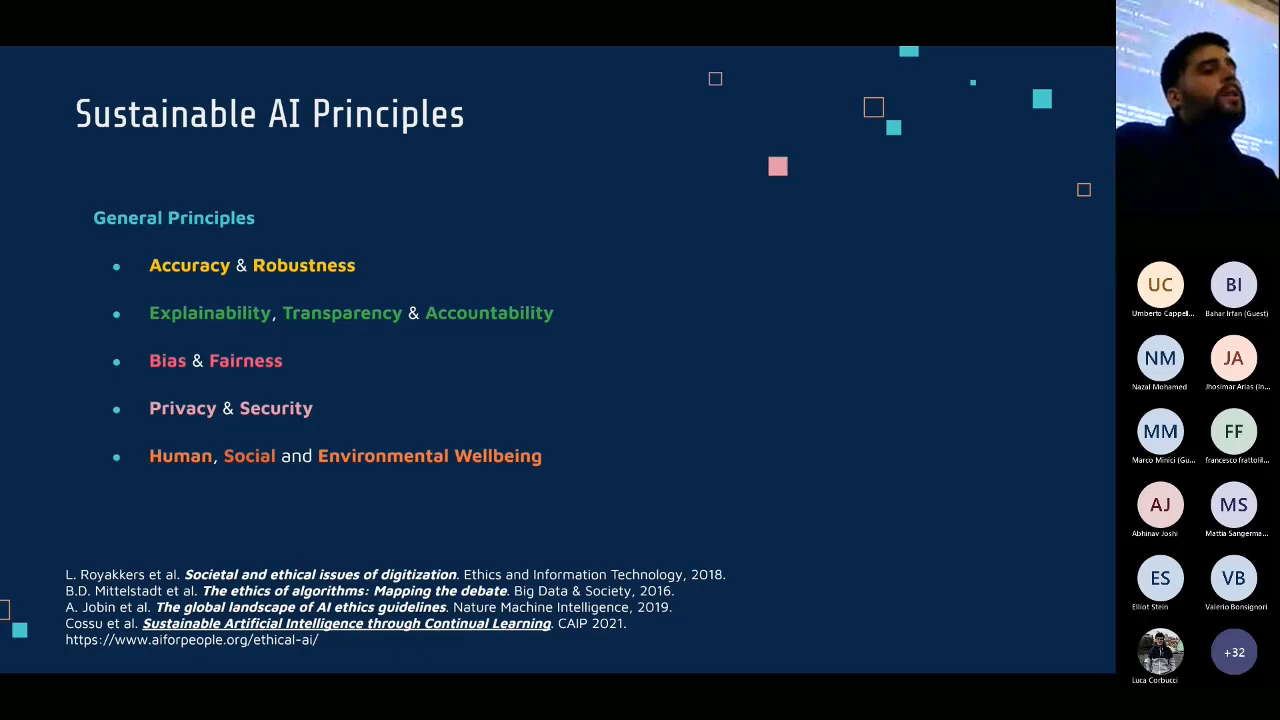 Sustainable AI Principles
General Principles
Accuracy & Robustness
Explainability, Transparency & Accountability
Bias & Fairness
Privacy & Security
Human, Social and Environmental Wellbeing
L. Royakkers et al. Societal and ethical issues of digitization. Ethics and Information Technology, 2018.
B.D. Mittelstadt et al. The ethics of algorithms: Mapping the debate. Big Data & Society, 2016.
A. Jobin et al. The global landscape of AI ethics guidelines. Nature Machine Intelligence, 2019.
Cossu et al. Sustainable Artificial Intelligence through Continual Learning. CAIP 2021.
https://www.aiforpeople.org/ethical-ai/
UC BI
Umberto Cappell... Bahar Irfan (Guest)
NM JA
Nazal Mohamed Jhosimar Arias (In...
MM FF
Marco Minici (Gu... francesco frattolil...
AJ MS
Abhinav Joshi Mattia Sangerma...
ES VB
Elliot Stein Valerio Bonsignori
+32
Luca Corbucci